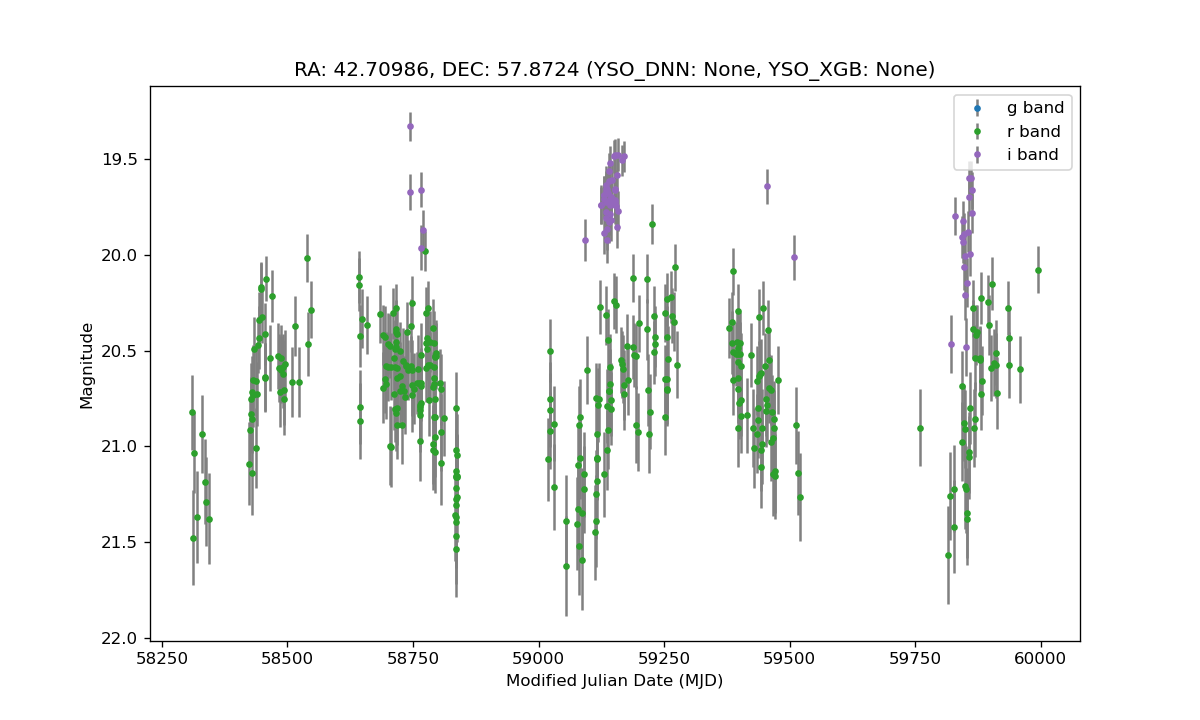 RA: 42.70986, DEC: 57.8724 (YSO_DNN: None, YSO_XGB: None)
g band
r band
i band
19.5
20.0
20.5
21.0
21.5
22.0
Magnitude
58250 58500 58750 59000 59250 59500 59750 60000
Modified Julian Date (MJD)